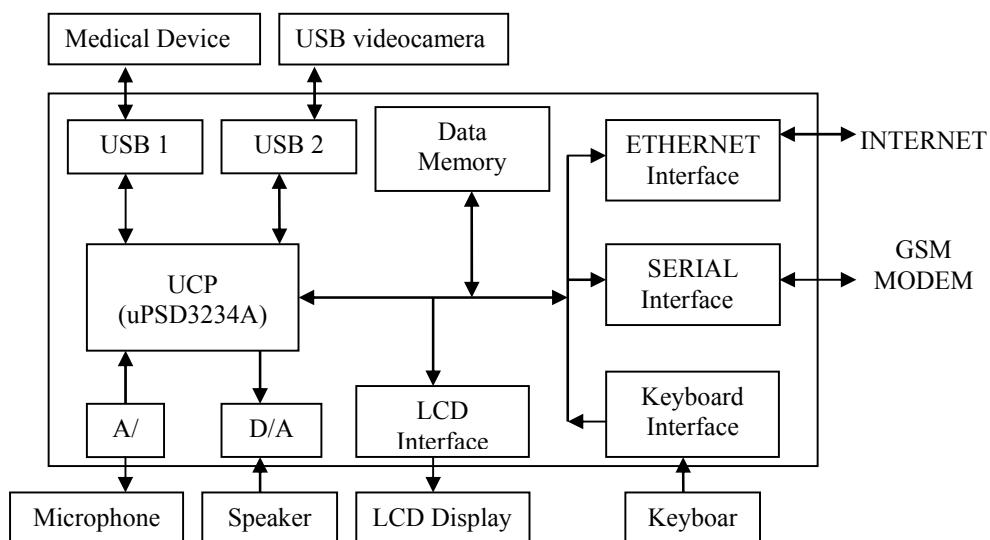 Medical Device
USB videocamera
USB 1
USB 2
Data
Memory
ETHERNET
Interface
INTERNET
UCP
(uPSD3234A)
SERIAL
Interface
GSM
MODEM
A/
D/A
LCD
Interface
Keyboard
Interface
Microphone
Speaker
LCD Display
Keyboar